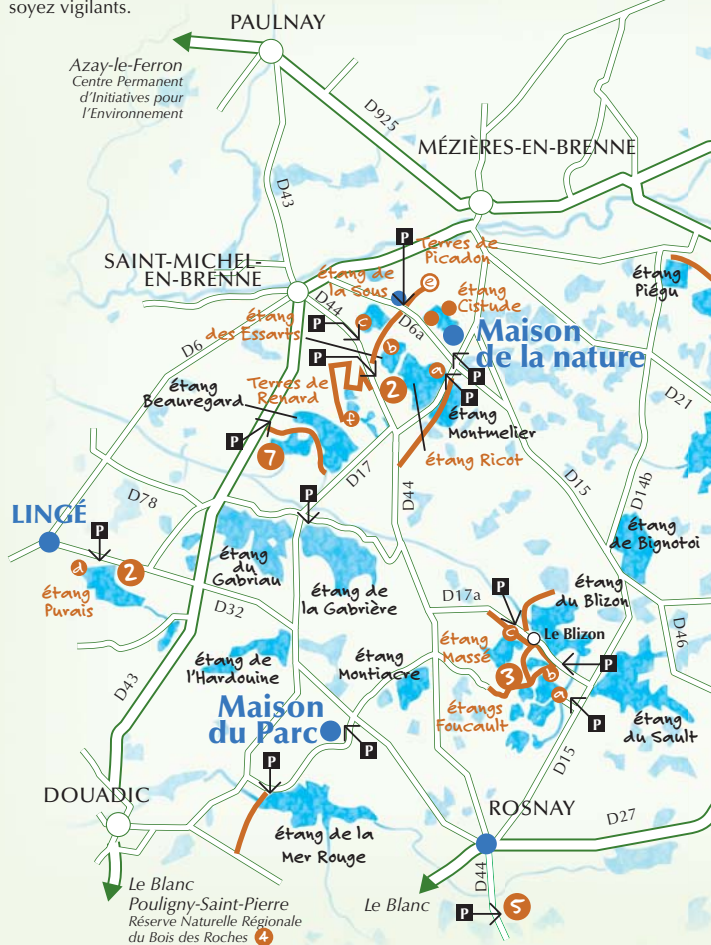 soyez vigilants.
PAULNAY
Azay-le-Ferron
Centre Permanent
d'Initiatives pour
l'Environnement
D925
MÉZIÈRES-EN-BRENNE
D43
P
Terres de
Picadon
SAINT-MICHEL-
EN-BRENNE
étang de
la Sous
e
étang
Piégu
étang
Cistude
D44
P
c
D6a
étang
des Essarts
b
Maison
de la nature
D6
P
a
P
étang
Beauregard
Terres de
Renard
2
P
D21
f
étang
Montmelier
P
7
étang Ricot
D17
D44
D15
D14b
D78
P
LINGÉ
P
étang
de Bignotoi
d
2
étang
Purais
étang
du
Gabriau
étang de
la Gabrière
D32
P
D17a
étang
du Blizon
c
Le Blizon
D46
étang
Massé
P
étang de
l'Hardouine
étang
Montiacre
3
b
a
D43
étangs
Foucault
P
étang
du Sault
Maison
du Parc
P
P
D15
DOUADIC
ROSNAY
D27
étang de la
Mer Rouge
D44
Le Blanc
Pouligny-Saint-Pierre
Réserve Naturelle Régionale
du Bois des Roches 4
Le Blanc
P
5